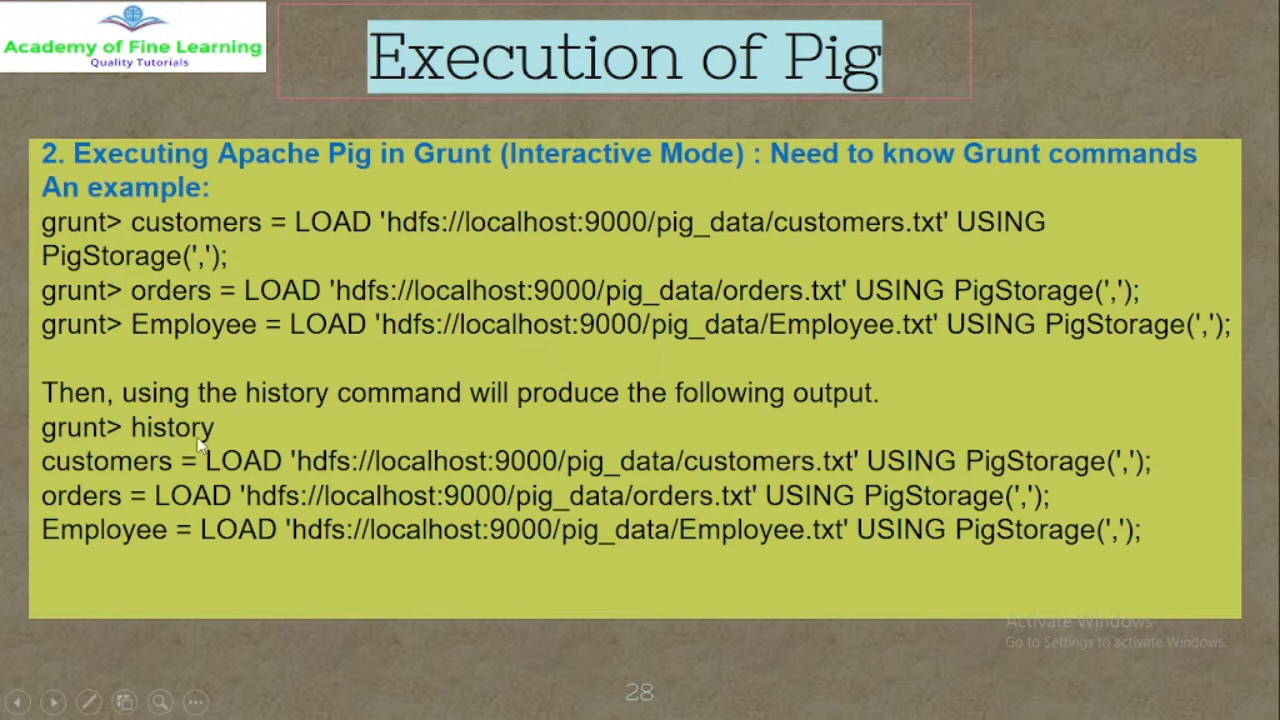 Academy of Fine Learning
Quality Tutorials
Execution of Pig
2. Executing Apache Pig in Grunt (Interactive Mode) : Need to know Grunt commands
An example:
grunt> customers = LOAD 'hdfs://localhost:9000/pig_data/customers.txt' USING
PigStorage(',');
grunt> orders = LOAD 'hdfs://localhost:9000/pig_data/orders.txt' USING PigStorage(',');
grunt> Employee = LOAD 'hdfs://localhost:9000/pig_data/Employee.txt' USING PigStorage(',');
Then, using the history command will produce the following output.
grunt> history
customers = LOAD 'hdfs://localhost:9000/pig_data/customers.txt' USING PigStorage(',');
orders = LOAD 'hdfs://localhost:9000/pig_data/orders.txt' USING PigStorage(',');
Employee = LOAD 'hdfs://localhost:9000/pig_data/Employee.txt' USING PigStorage(',');
Activate Windows
Go to Settings to activate Windows.
28